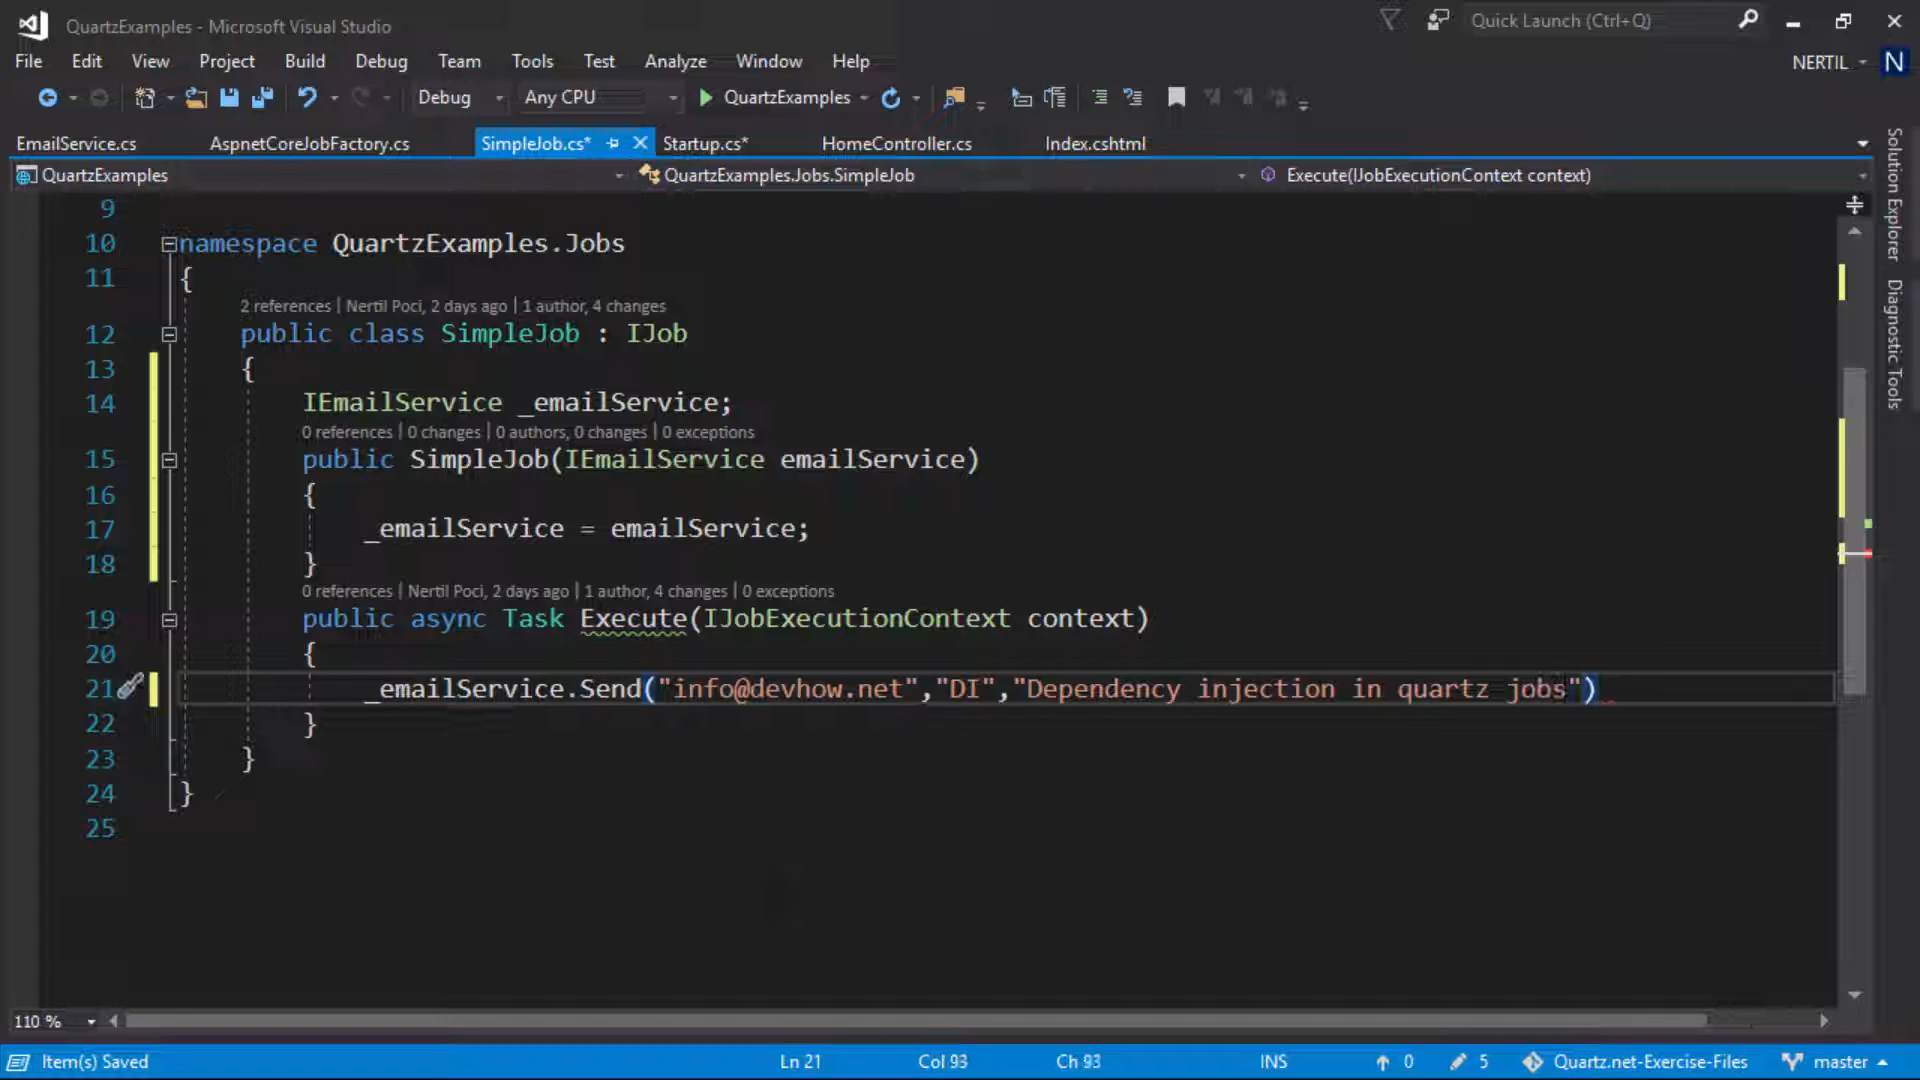 QuartzExamples - Microsoft Visual Studio
Quick Launch (Ctrl+Q)
File Edit View Project Build Debug Team Tools Test Analyze Window Help
NERTIL N
Debug Any CPU QuartzExamples
EmailService.cs AspnetCoreJobFactory.cs SimpleJob.cs* Startup.cs* HomeController.cs Index.cshtml
QuartzExamples QuartzExamples.Jobs.SimpleJob Execute(IJobExecutionContext context)
9
10 namespace QuartzExamples.Jobs
11 {
2 references | Nertil Poci, 2 days ago | 1 author, 4 changes
12 public class SimpleJob : IJob
13 {
14 IEmailService _emailService;
0 references | 0 changes | 0 authors, 0 changes | 0 exceptions
15 public SimpleJob(IEmailService emailService)
16 {
17 _emailService = emailService;
18 }
0 references | Nertil Poci, 2 days ago | 1 author, 4 changes | 0 exceptions
19 public async Task Execute(IJobExecutionContext context)
20 {
21 _emailService.Send("info@devhow.net","DI","Dependency injection in quartz jobs")
22 }
23 }
24 }
25
Solution Explorer
Diagnostic Tools
110 %
Item(s) Saved Ln 21 Col 93 Ch 93 INS 0 5 Quartz.net-Exercise-Files master